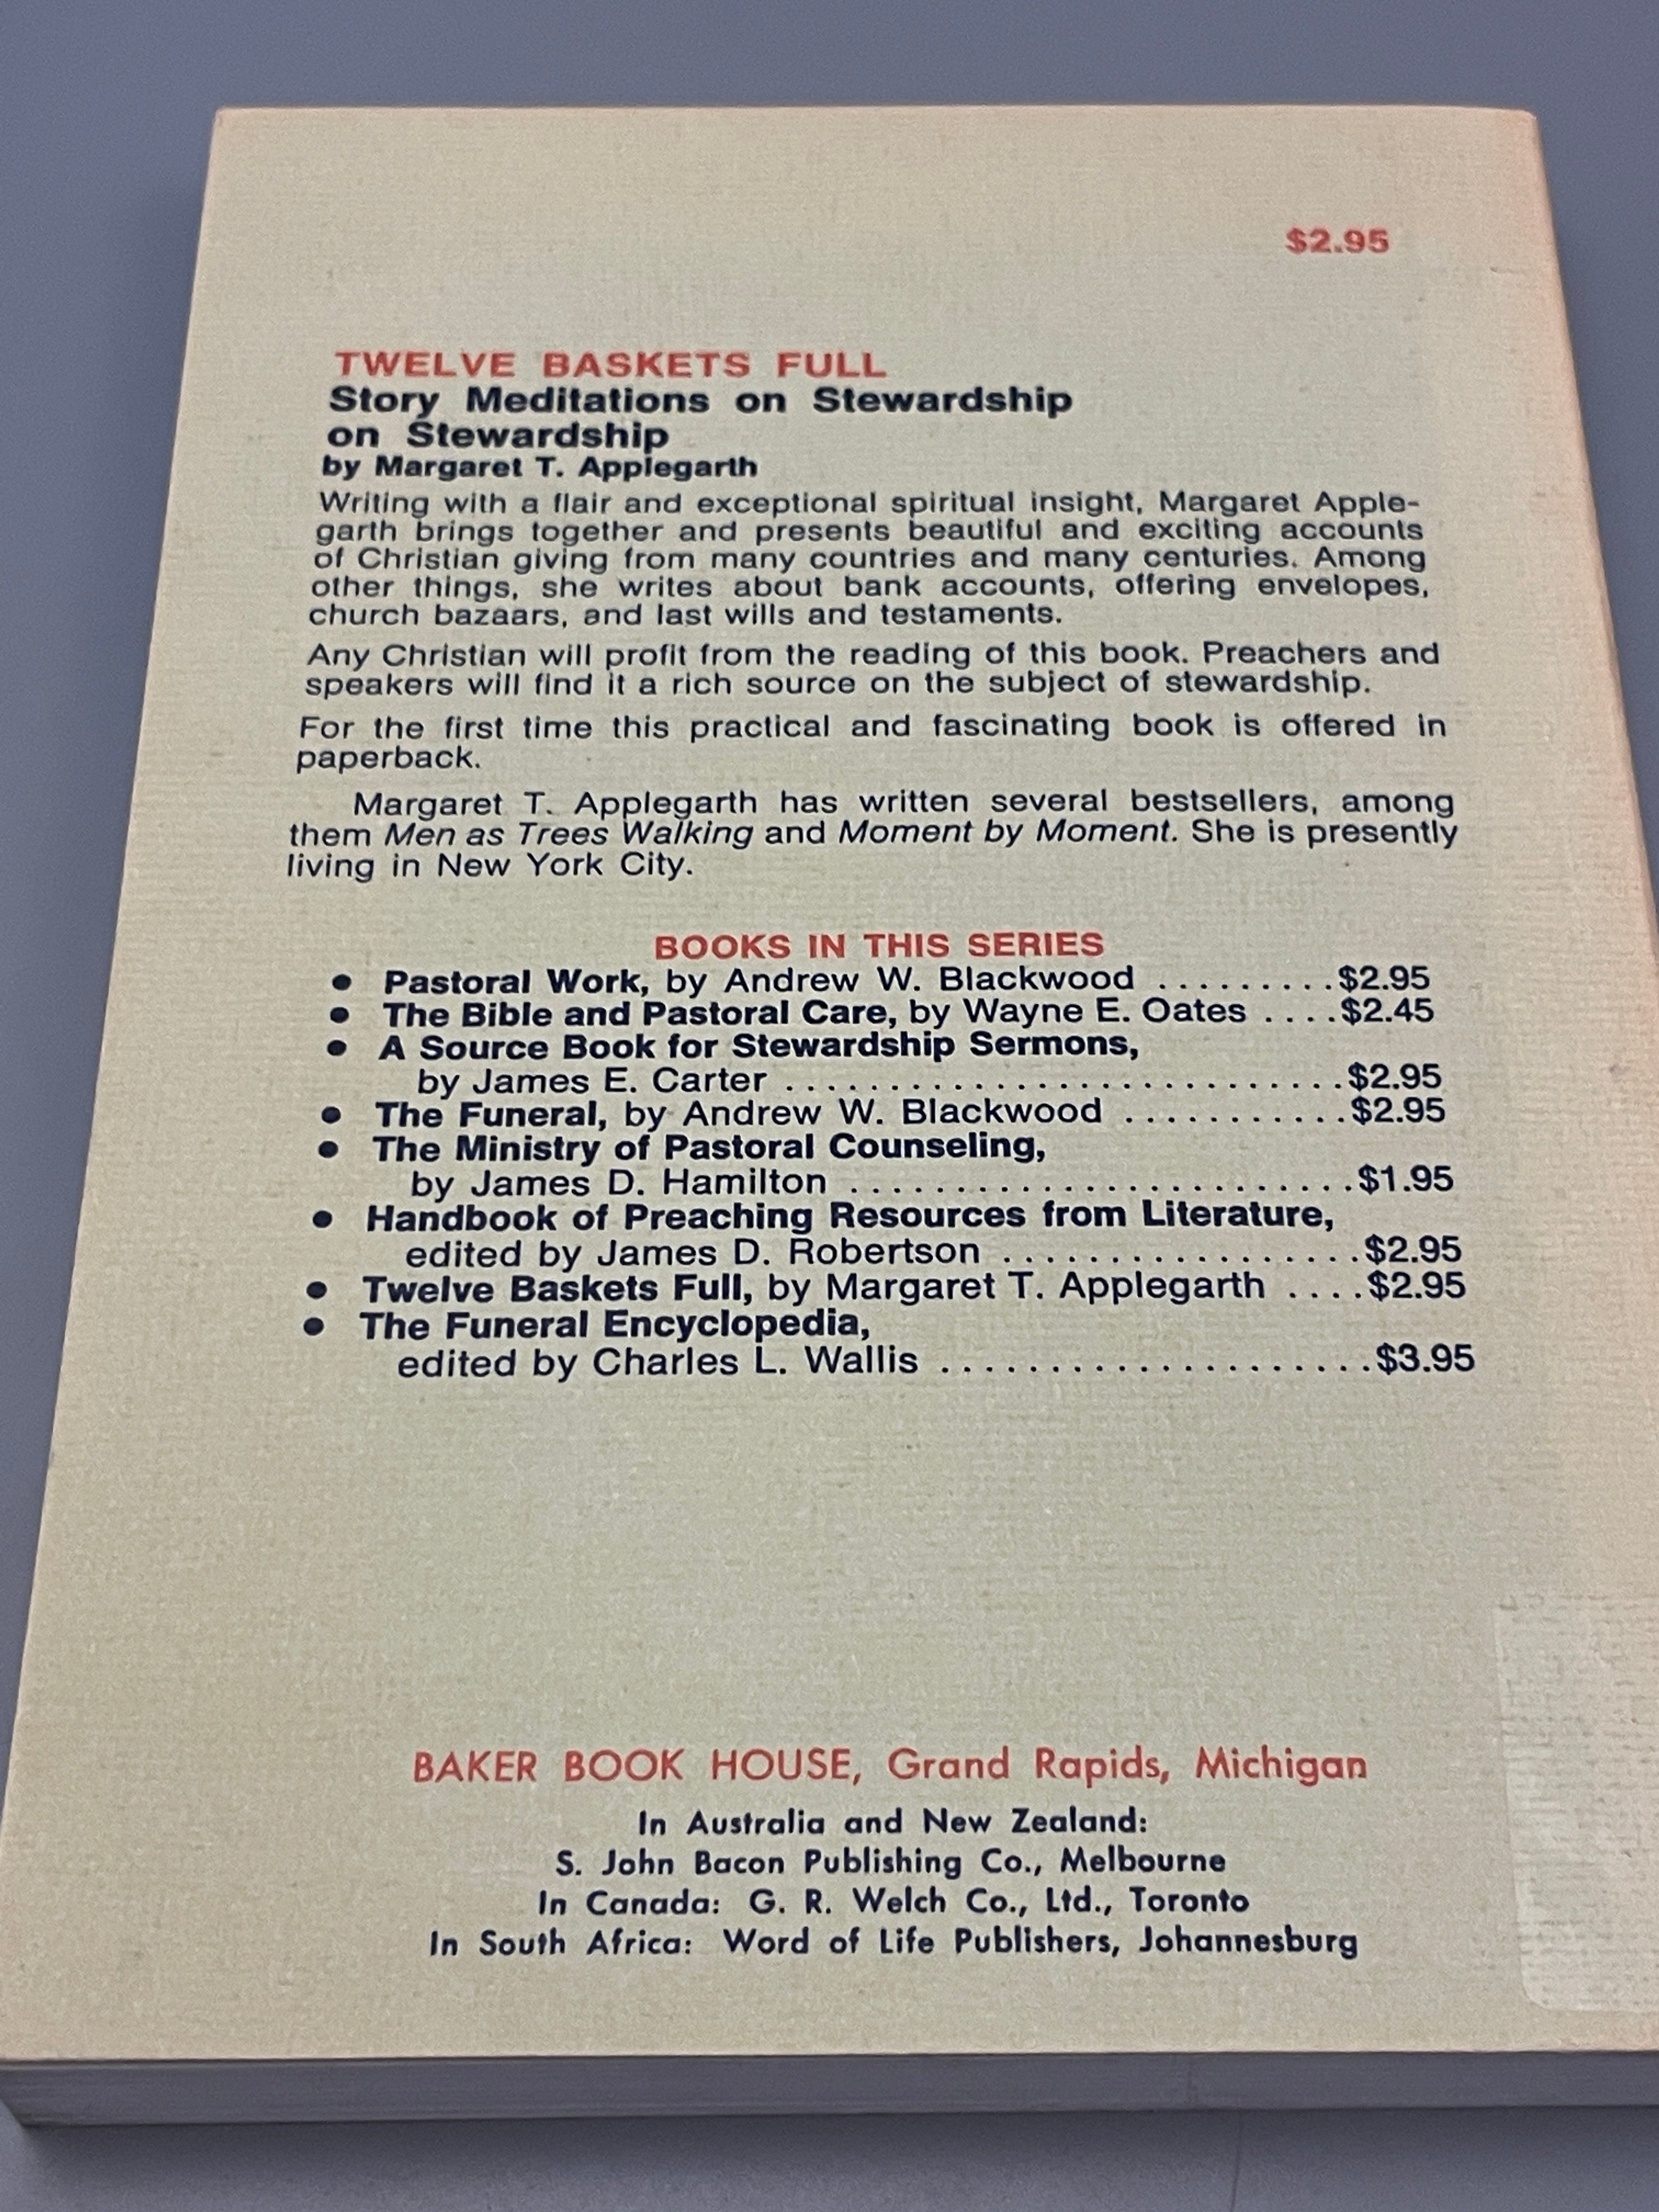 $2.95
TWELVE BASKETS FULL
Story Meditations on Stewardship
on Stewardship
by Margaret T. Applegarth
Writing with a flair and exceptional spiritual insight, Margaret Apple-
garth brings together and presents beautiful and exciting accounts
of Christian giving from many countries and many centuries. Among
other things, she writes about bank accounts, offering envelopes,
church bazaars, and last wills and testaments.
Any Christian will profit from the reading of this book. Preachers and
speakers will find it a rich source on the subject of stewardship.
For the first time this practical and fascinating book is offered in
paperback.
Margaret T. Applegarth has written several bestsellers, among
them Men as Trees Walking and Moment by Moment. She is presently
living in New York City.
BOOKS IN THIS SERIES
• Pastoral Work, by Andrew W. Blackwood .........$2.95
• The Bible and Pastoral Care, by Wayne E. Oates ....$2.45
• A Source Book for Stewardship Sermons,
by James E. Carter ..........................$2.95
• The Funeral, by Andrew W. Blackwood ...........$2.95
• The Ministry of Pastoral Counseling,
by James D. Hamilton ........................$1.95
• Handbook of Preaching Resources from Literature,
edited by James D. Robertson .................$2.95
• Twelve Baskets Full, by Margaret T. Applegarth ....$2.95
• The Funeral Encyclopedia,
edited by Charles L. Wallis ....................$3.95
BAKER BOOK HOUSE, Grand Rapids, Michigan
In Australia and New Zealand:
S. John Bacon Publishing Co., Melbourne
In Canada: G. R. Welch Co., Ltd., Toronto
In South Africa: Word of Life Publishers, Johannesburg